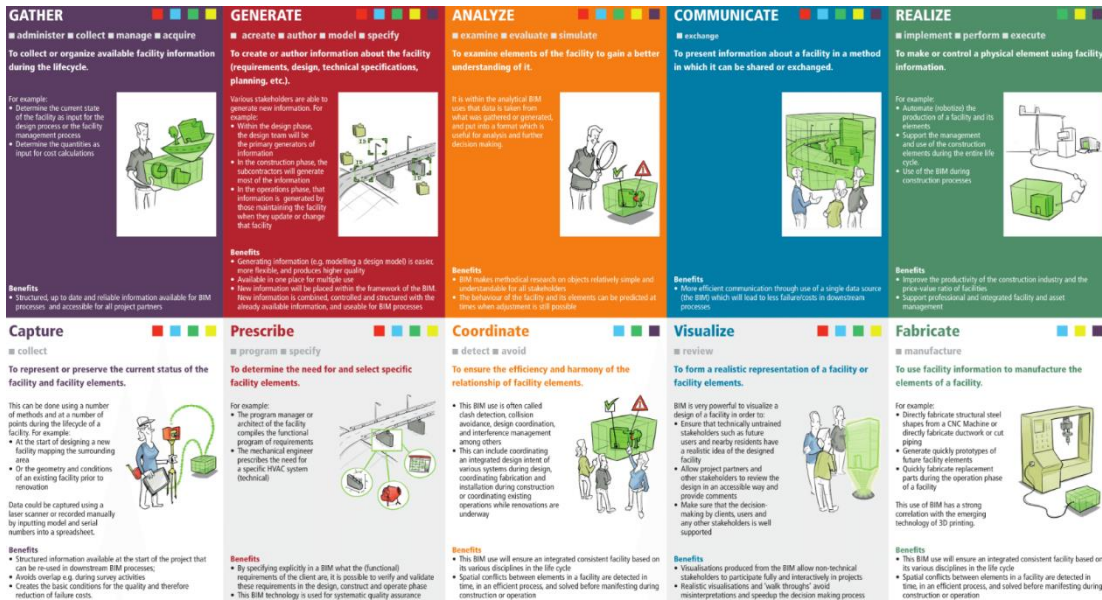 GATHER
administer ■ collect ■ manage ■ acquire
To collect or organize available facility information
during the lifecycle.
For example:
• Determine the current state
of the facility as input for the
design process or the facility
management process
• Determine the quantities as
input for cost calculations
Benefits
• Structured, up to date and reliable information available for BIM
processes and accessible for all project partners
GENERATE
acreate ■ author ■ model ■ specify
To create or author information about the facility
(requirements, design, technical specifications,
planning, etc.).
Various stakeholders are able to
generate new information. For
example:
• Within the design phase,
the design team will be
the primary generators of
information
• In the construction phase, the
subcontractors will generate
most of the information
• In the operations phase, that
information is generated by
those maintaining the facility
when they update or change
that facility
Benefits
• Generating information (e.g. modelling a design model) is easier,
more flexible, and produces higher quality
• Available in one place for multiple use
• New information will be placed within the framework of the BIM.
New information is combined, controlled and structured with the
already available information, and useable for BIM processes
ANALYZE
examine ■ evaluate ■ simulate
To examine elements of the facility to gain a better
understanding of it.
It is within the analytical BIM
uses that data is taken from
what was gathered or generated,
and put into a format which is
useful for analysis and further
decision making.
Benefits
• BIM makes methodical research on objects relatively simple and
understandable for all stakeholders
• The behaviour of the facility and its elements can be predicted at
times when adjustment is still possible
COMMUNICATE
exchange
To present information about a facility in a method
in which it can be shared or exchanged.
Benefits
• More efficient communication through use of a single data source
(the BIM) which will lead to less failure/costs in downstream
processes
REALIZE
implement ■ perform ■ execute
To make or control a physical element using facility
information.
For example:
• Automate (robotize) the
production of a facility and its
elements
• Support the management
and use of the construction
elements during the entire life
cycle.
• Use of the BIM during
construction processes
Benefits
• Improve the productivity of the construction industry and the
price-value ratio of facilities
• Support professional and integrated facility and asset
management
Capture
collect
To represent or preserve the current status of the
facility and facility elements.
This can be done using a number
of methods and at a number of
points during the lifecycle of a
facility. For example:
• At the start of designing a new
facility mapping the surrounding
area
• Or the geometry and conditions
of an existing facility prior to
renovation
Data could be captured using a
laser scanner or recorded manually
by inputting model and serial
numbers into a spreadsheet.
Benefits
• Structured information available at the start of the project that
can be re-used in downstream BIM processes;
• Avoids overlap e.g. during survey activities
• Creates the basic conditions for the quality and therefore
reduction of failure costs.
Prescribe
program ■ specify
To determine the need for and select specific
facility elements.
For example:
• The program manager or
architect of the facility
compiles the functional
program of requirements
• The mechanical engineer
prescribes the need for
a specific HVAC system
(technical)
Benefits
• By specifying explicitly in a BIM what the (functional)
requirements of the client are, it is possible to verify and validate
these requirements in the design, construct and operate phase
• This BIM technology is used for systematic quality assurance
Coordinate
detect ■ avoid
To ensure the efficiency and harmony of the
relationship of facility elements.
• This BIM use is often called
clash detection, collision
avoidance, design coordination,
and interference management
among others
• This can include coordinating
an integrated design intent of
various systems during design,
coordinating fabrication and
installation during construction
or coordinating existing
operations while renovations are
underway
Benefits
• This BIM use will ensure an integrated consistent facility based on
its various disciplines in the life cycle
• Spatial conflicts between elements in a facility are detected in
time, in an efficient process, and solved before manifesting during
construction or operation
Visualize
review
To form a realistic representation of a facility or
facility elements.
BIM is very powerful to visualize a
design of a facility in order to:
• Ensure that technically untrained
stakeholders such as future
users and nearby residents have
a realistic idea of the designed
facility
• Allow project partners and
other stakeholders to review the
design in an accessible way and
provide comments
• Make sure that the decision-
making by clients, users and
any other stakeholders is well
supported
Benefits
• Visualisations produced from the BIM allow non-technical
stakeholders to participate fully and interactively in projects
• Realistic visualisations and 'walk throughs' avoid
misinterpretations and speedup the decision making process
Fabricate
manufacture
To use facility information to manufacture the
elements of a facility.
For example:
• Directly fabricate structural steel
shapes from a CNC Machine or
directly fabricate ductwork or cut
piping
• Generate quickly prototypes of
future facility elements
• Quickly fabricate replacement
parts during the operation phase
of a facility
This use of BIM has a strong
correlation with the emerging
technology of 3D printing.
Benefits
• This BIM use will ensure an integrated consistent facility based on
its various disciplines in the life cycle
• Spatial conflicts between elements in a facility are detected in
time, in an efficient process, and solved before manifesting during
construction or operation